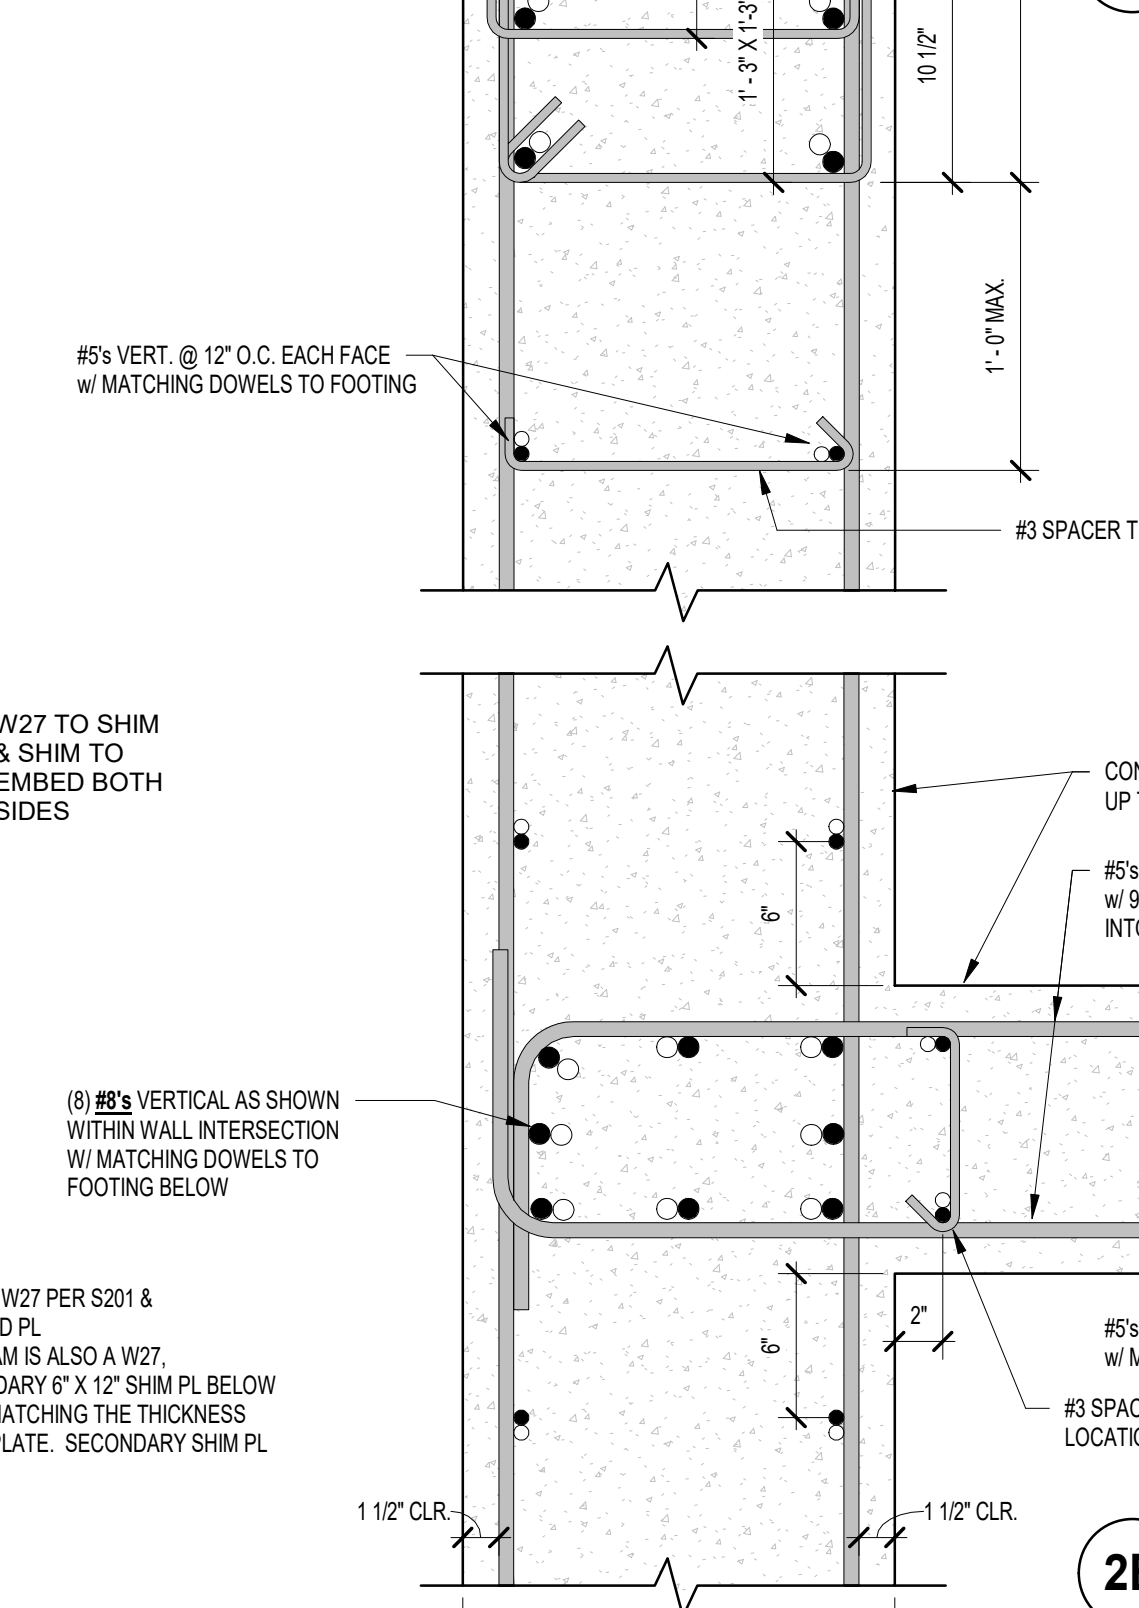 1' - 3" X 1'-3"
10 1/2"
1' - 0" MAX.
#5's VERT. @ 12" O.C. EACH FACE
w/ MATCHING DOWELS TO FOOTING
#3 SPACER T
W27 TO SHIM
& SHIM TO
EMBED BOTH
SIDES
CON
UP T
6"
#5's
w/ 9
INTO
(8) #8's VERTICAL AS SHOWN
WITHIN WALL INTERSECTION
W/ MATCHING DOWELS TO
FOOTING BELOW
W27 PER S201 &
D PL
AM IS ALSO A W27,
DARY 6" X 12" SHIM PL BELOW
MATCHING THE THICKNESS
PLATE.  SECONDARY SHIM PL
6"
2"
#5's
w/ M
#3 SPAC
LOCATIO
1 1/2" CLR.
1 1/2" CLR.